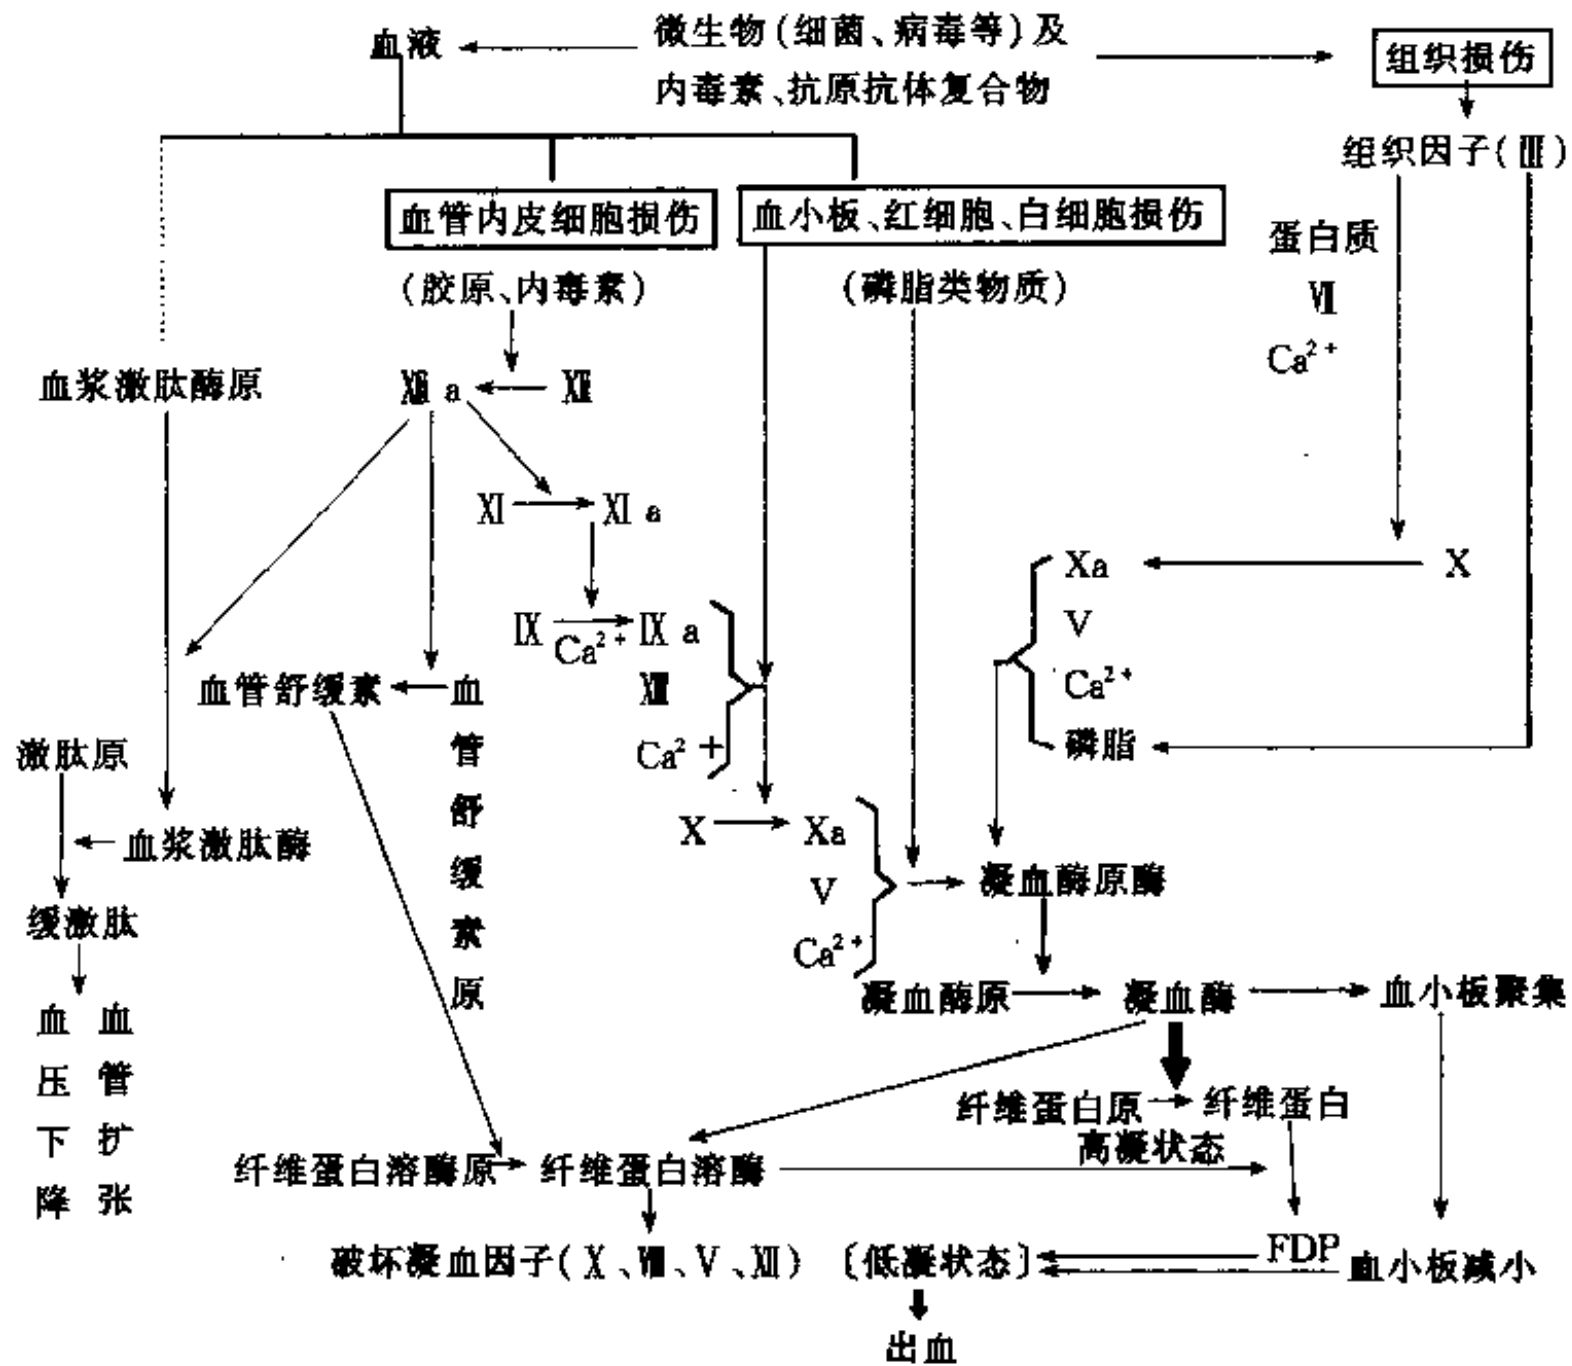 血液
微生物(细菌、病毒等)及
内毒素、抗原抗体复合物
组织损伤
组织因子(Ⅲ)
血管内皮细胞损伤
血小板、红细胞、白细胞损伤
蛋白质
Ⅶ
Ca²⁺
(胶原、内毒素)
(磷脂类物质)
血浆激肽酶原
Ⅻ a
Ⅻ
Ⅺ
Ⅺ a
Xa
X
Ⅸ
Ca²⁺
Ⅸ a
V
Ca²⁺
磷脂
血管舒缓素
血管舒缓素原
Ca²+
激肽原
血浆激肽酶
X
Xa
V
Ca²⁺
凝血酶原酶
缓激肽
血压下降
血管扩张
凝血酶原
凝血酶
血小板聚集
纤维蛋白原
纤维蛋白
高凝状态
纤维蛋白溶酶原
纤维蛋白溶酶
破坏凝血因子(X、Ⅷ、V、Ⅻ)
〔低凝状态〕
FDP
血小板减小
出血